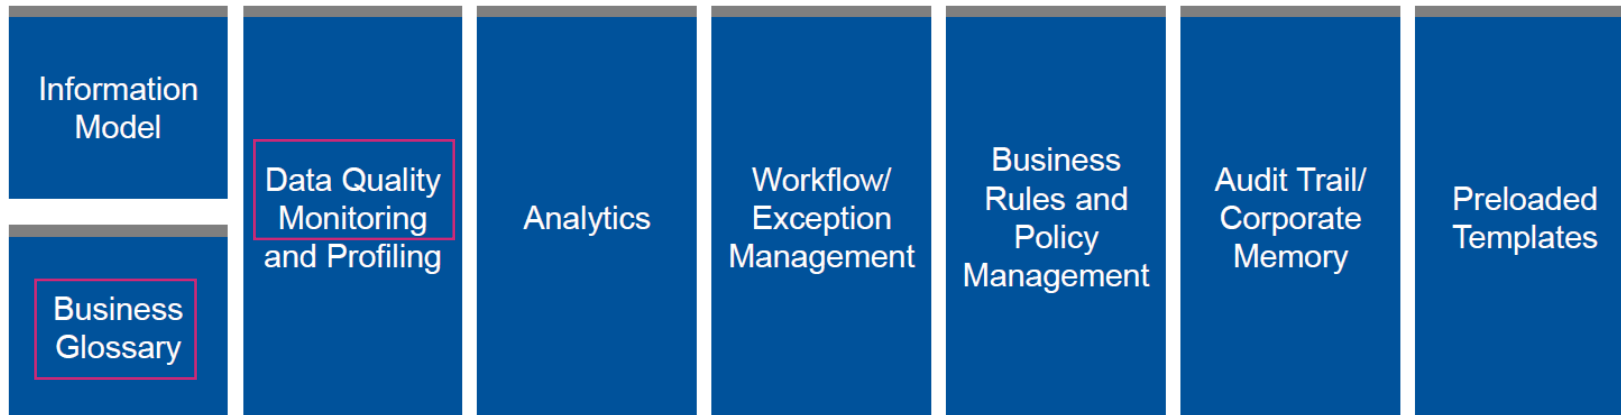 Information
Model
Business
Glossary
Data Quality
Monitoring
and Profiling
Analytics
Workflow/
Exception
Management
Business
Rules and
Policy
Management
Audit Trail/
Corporate
Memory
Preloaded
Templates